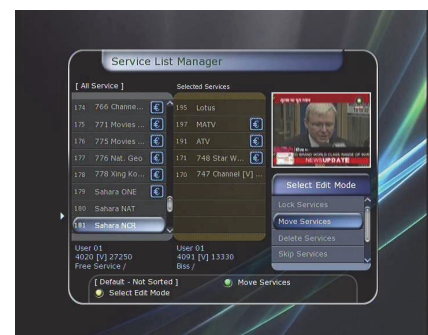 Service List Manager
[ All Service ]
Selected Services
174 766 Channe... €
175 771 Movies ... €
176 775 Movies ... €
177 776 Nat. Geo €
178 778 Xing Ko... €
179 Sahara ONE €
180 Sahara NAT
181 Sahara NCR
195 Lotus
197 MATV €
191 ATV €
171 748 Star W... €
170 747 Channel [V] ...
NEWS UPDATE
Select Edit Mode
Lock Services
Move Services
Delete Services
Skip Services
User 01
4020 [V] 27250
Free Service /
User 01
4091 [V] 13330
Biss /
[ Default - Not Sorted ]
Move Services
Select Edit Mode